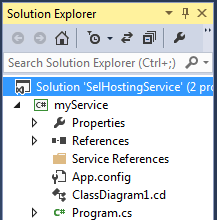 Solution Explorer
Search Solution Explorer (Ctrl+;)
Solution 'SelHostingService' (2 pro
C# myService
Properties
References
Service References
App.config
ClassDiagram1.cd
C# Program.cs